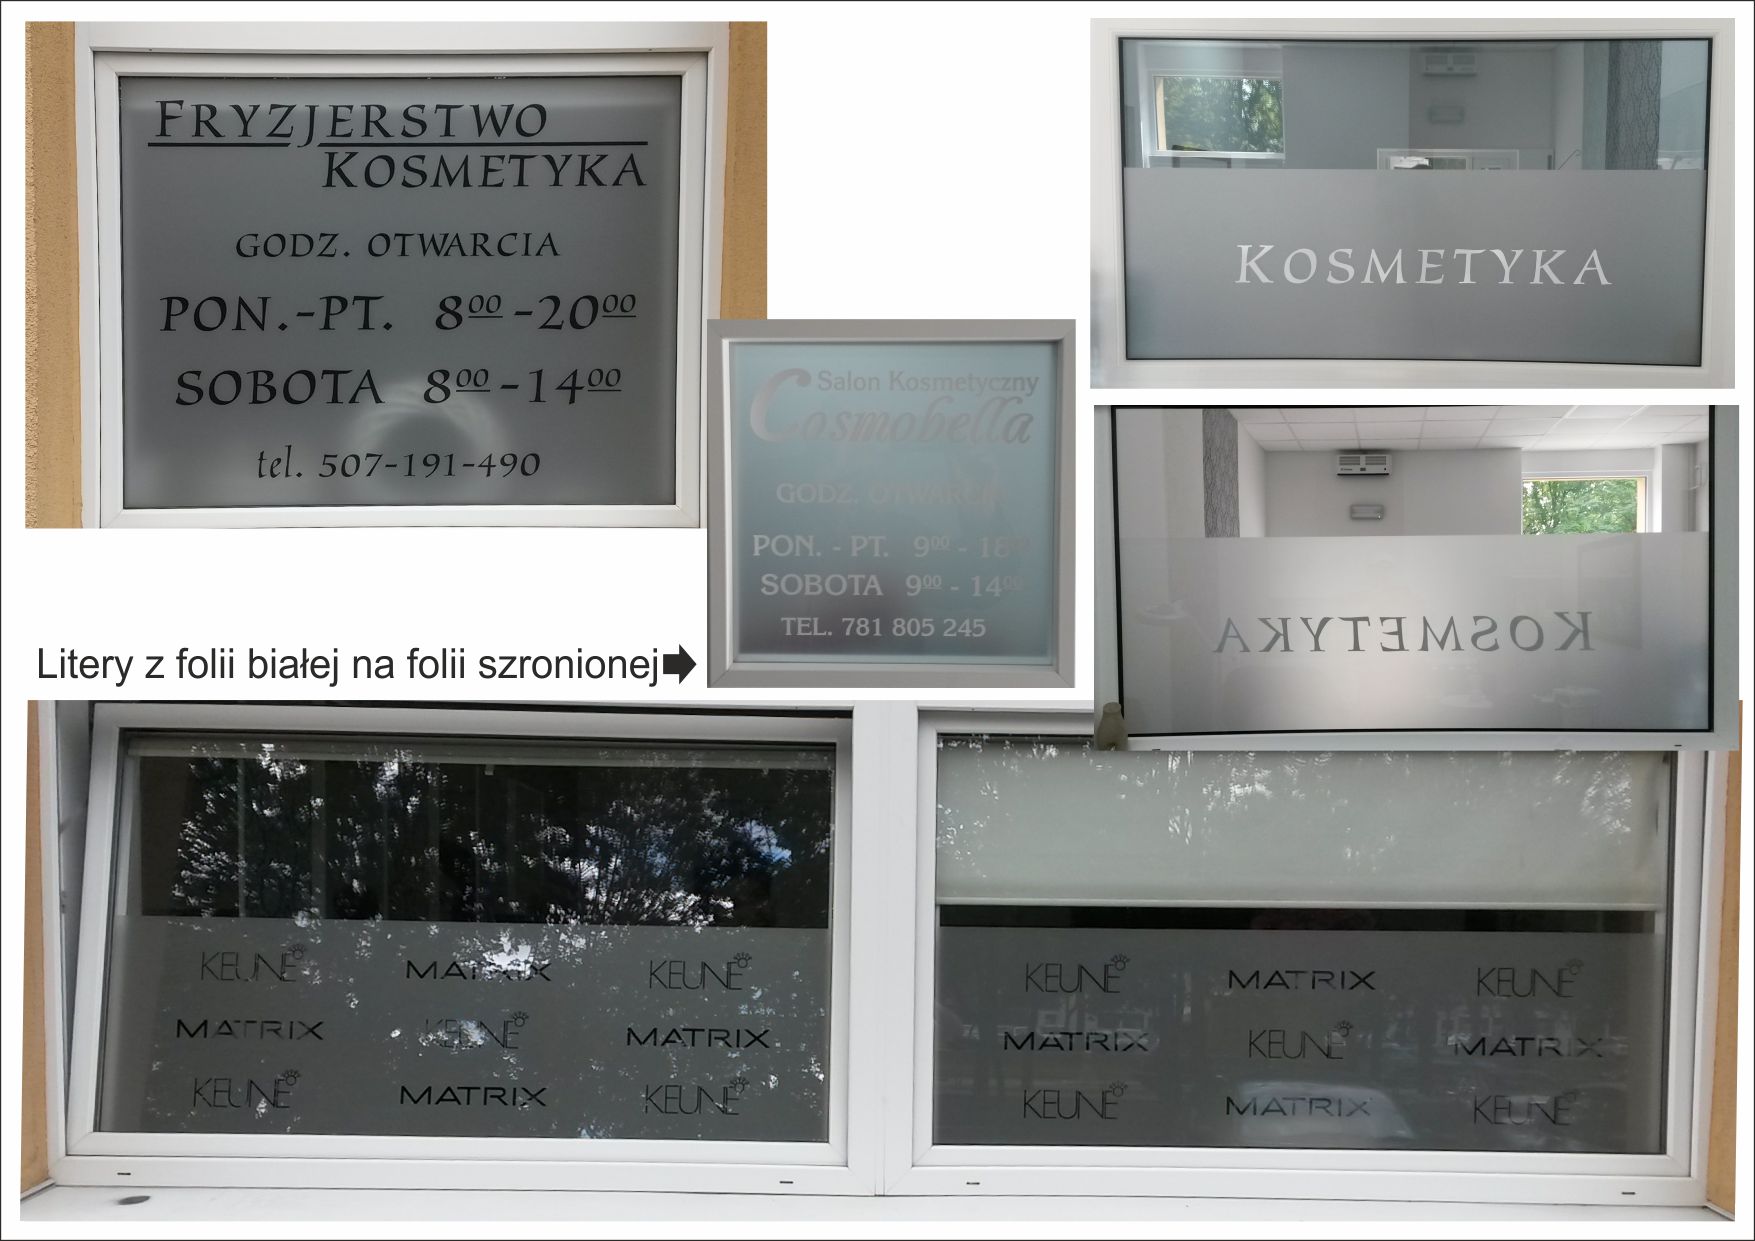 FRYZJERSTWO
KOSMETYKA
GODZ. OTWARCIA
PON.-PT. 8⁰⁰-20⁰⁰
SOBOTA 8⁰⁰-14⁰⁰
tel. 507-191-490
KOSMETYKA
Salon Kosmetyczny
Cosmobella
GODZ. OTWARCIA
PON. - PT. 9⁰⁰ - 18⁰⁰
SOBOTA 9⁰⁰ - 14⁰⁰
TEL. 781 805 245
KOSMETYKA
Litery z folii białej na folii szronionej
KEUNE MATRIX KEUNE
MATRIX KEUNE MATRIX
KEUNE MATRIX KEUNE
KEUNE MATRIX KEUNE
MATRIX KEUNE MATRIX
KEUNE MATRIX KEUNE